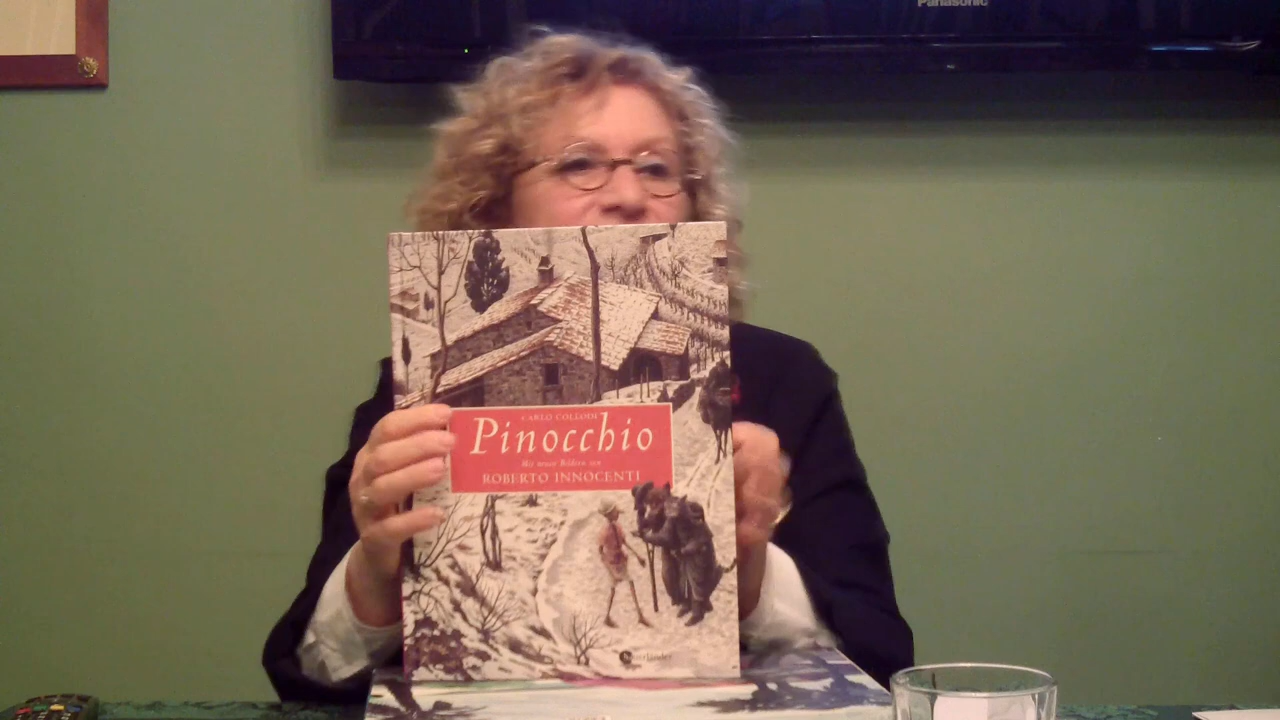 Panasonic
CARLO COLLODI
Pinocchio
Mit neuen Bildern von
ROBERTO INNOCENTI